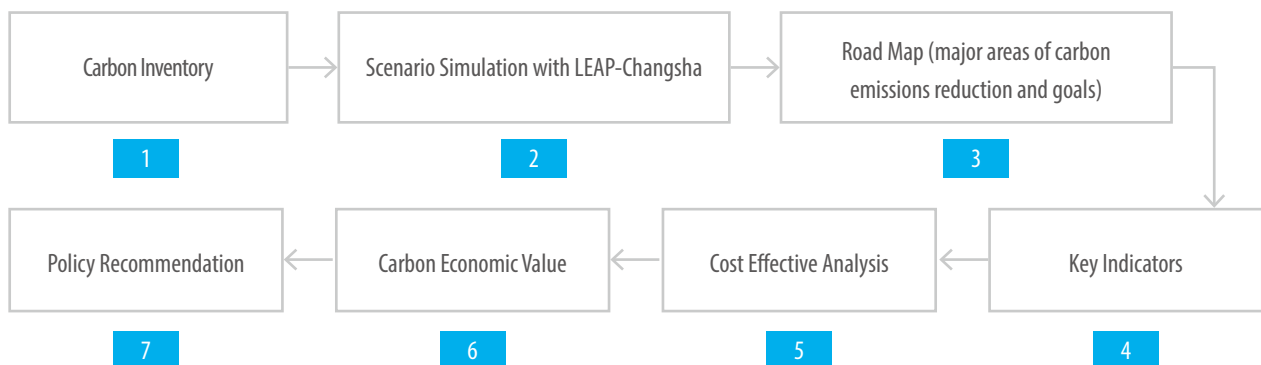 Carbon Inventory
Scenario Simulation with LEAP-Changsha
Road Map (major areas of carbon
emissions reduction and goals)
1
2
3
Policy Recommendation
Carbon Economic Value
Cost Effective Analysis
Key Indicators
7
6
5
4